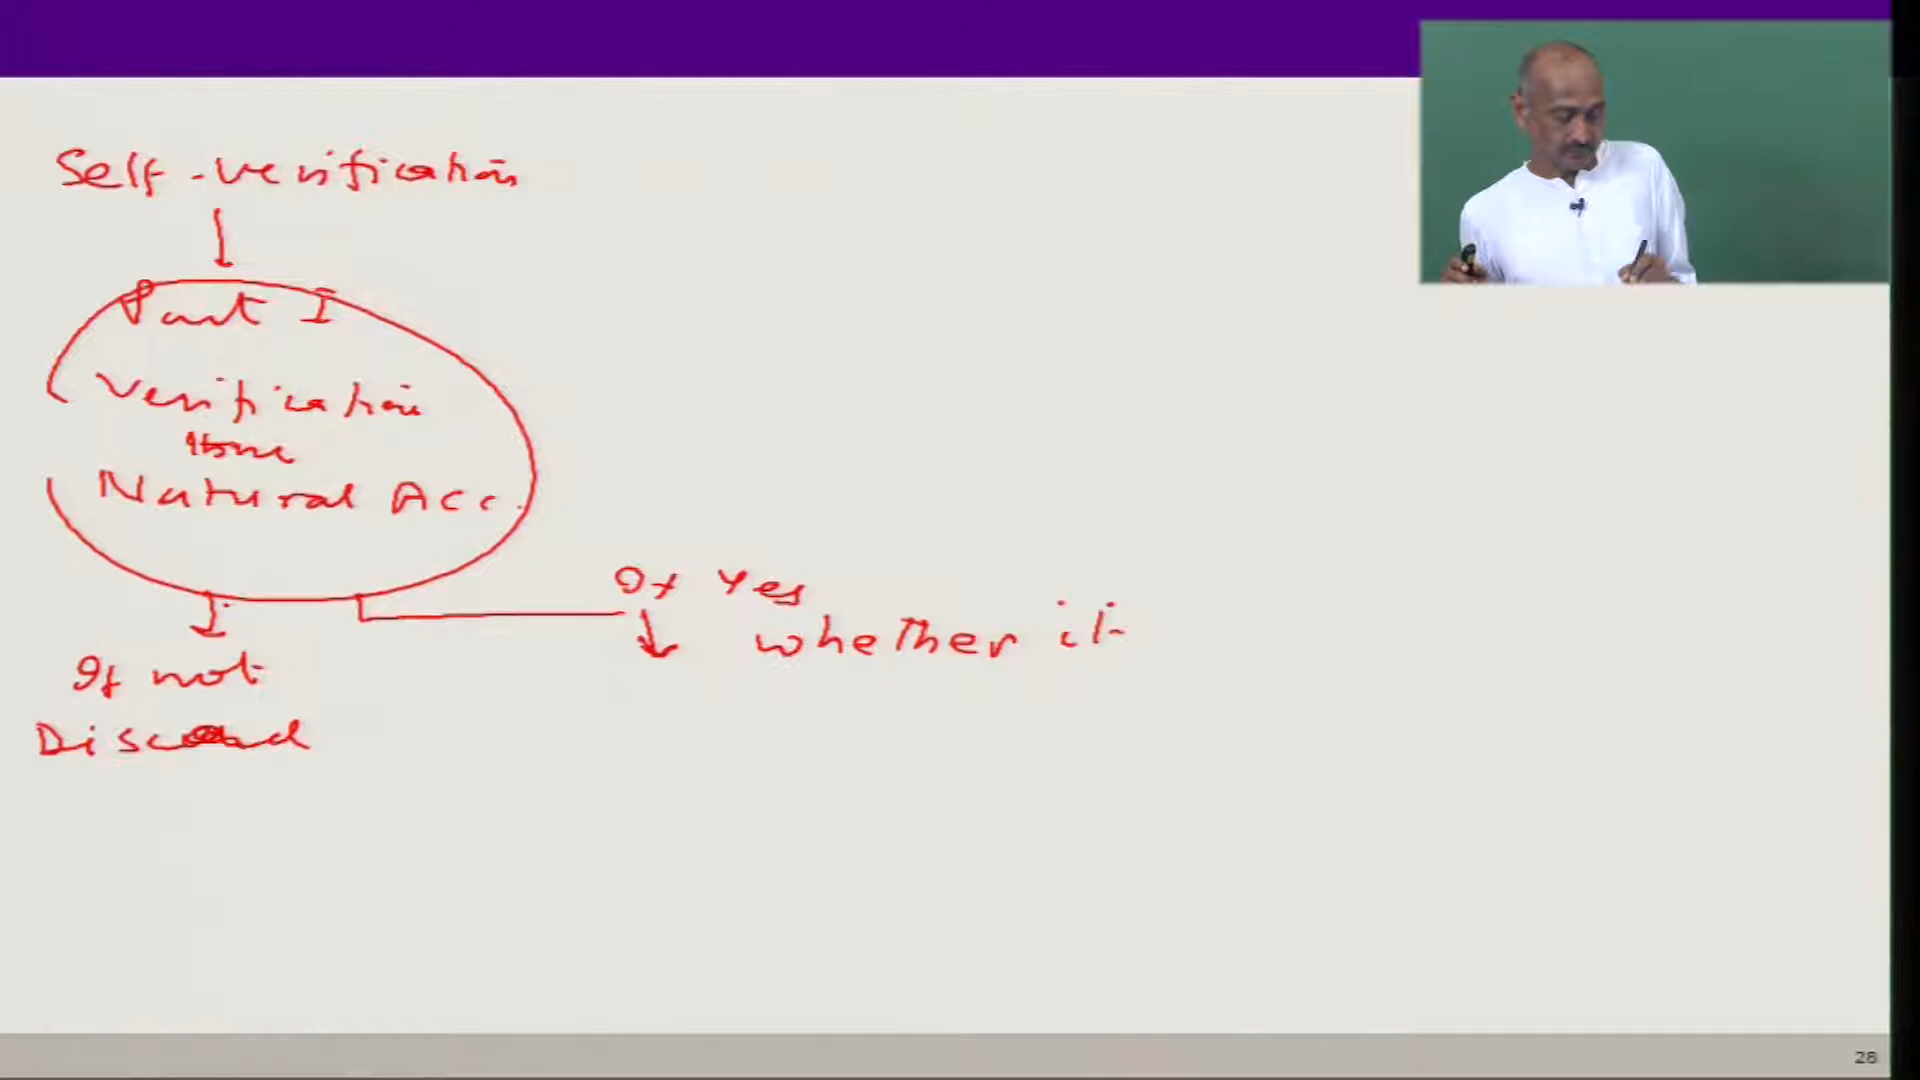 Self-verification
Part I
Verification
Natural Acc.
If Yes
whether it
If not
Discard
28